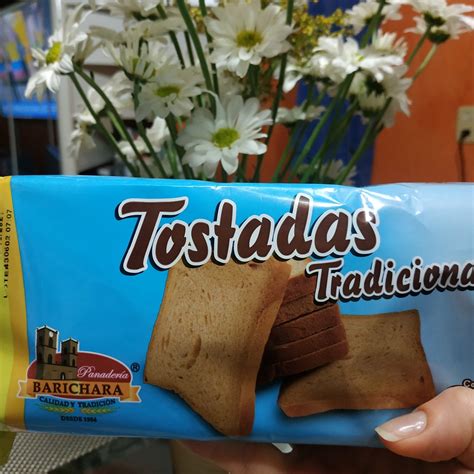 Tostadas
Tradiciona
Panadería
BARICHARA®
CALIDAD Y TRADICIÓN